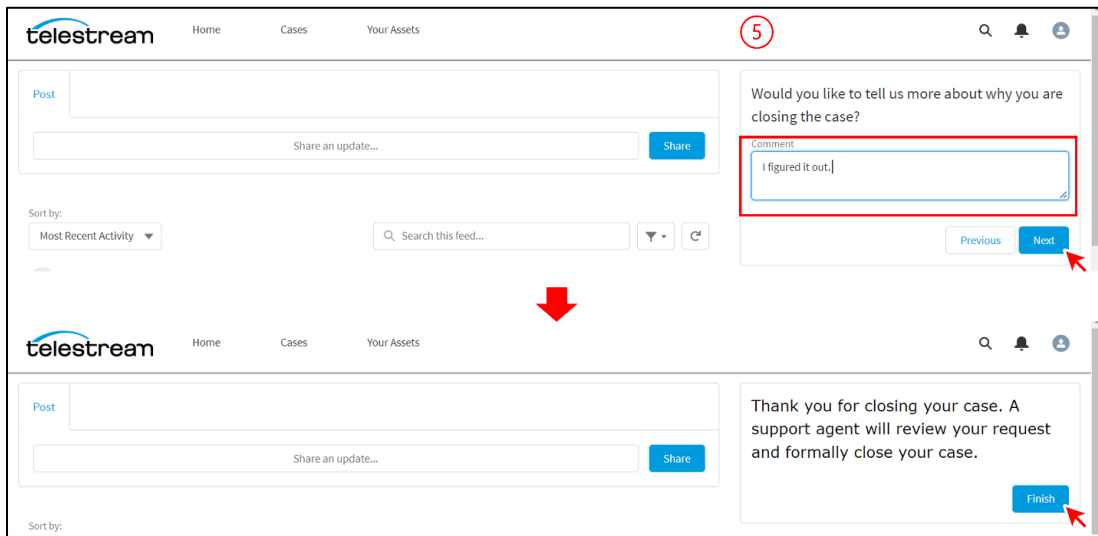 telestream
Home Cases Your Assets
5
Post
Share an update... Share
Sort by:
Most Recent Activity
Search this feed...
Would you like to tell us more about why you are
closing the case?
Comment
I figured it out.
Previous Next
telestream
Home Cases Your Assets
Post
Share an update... Share
Sort by:
Thank you for closing your case. A
support agent will review your request
and formally close your case.
Finish